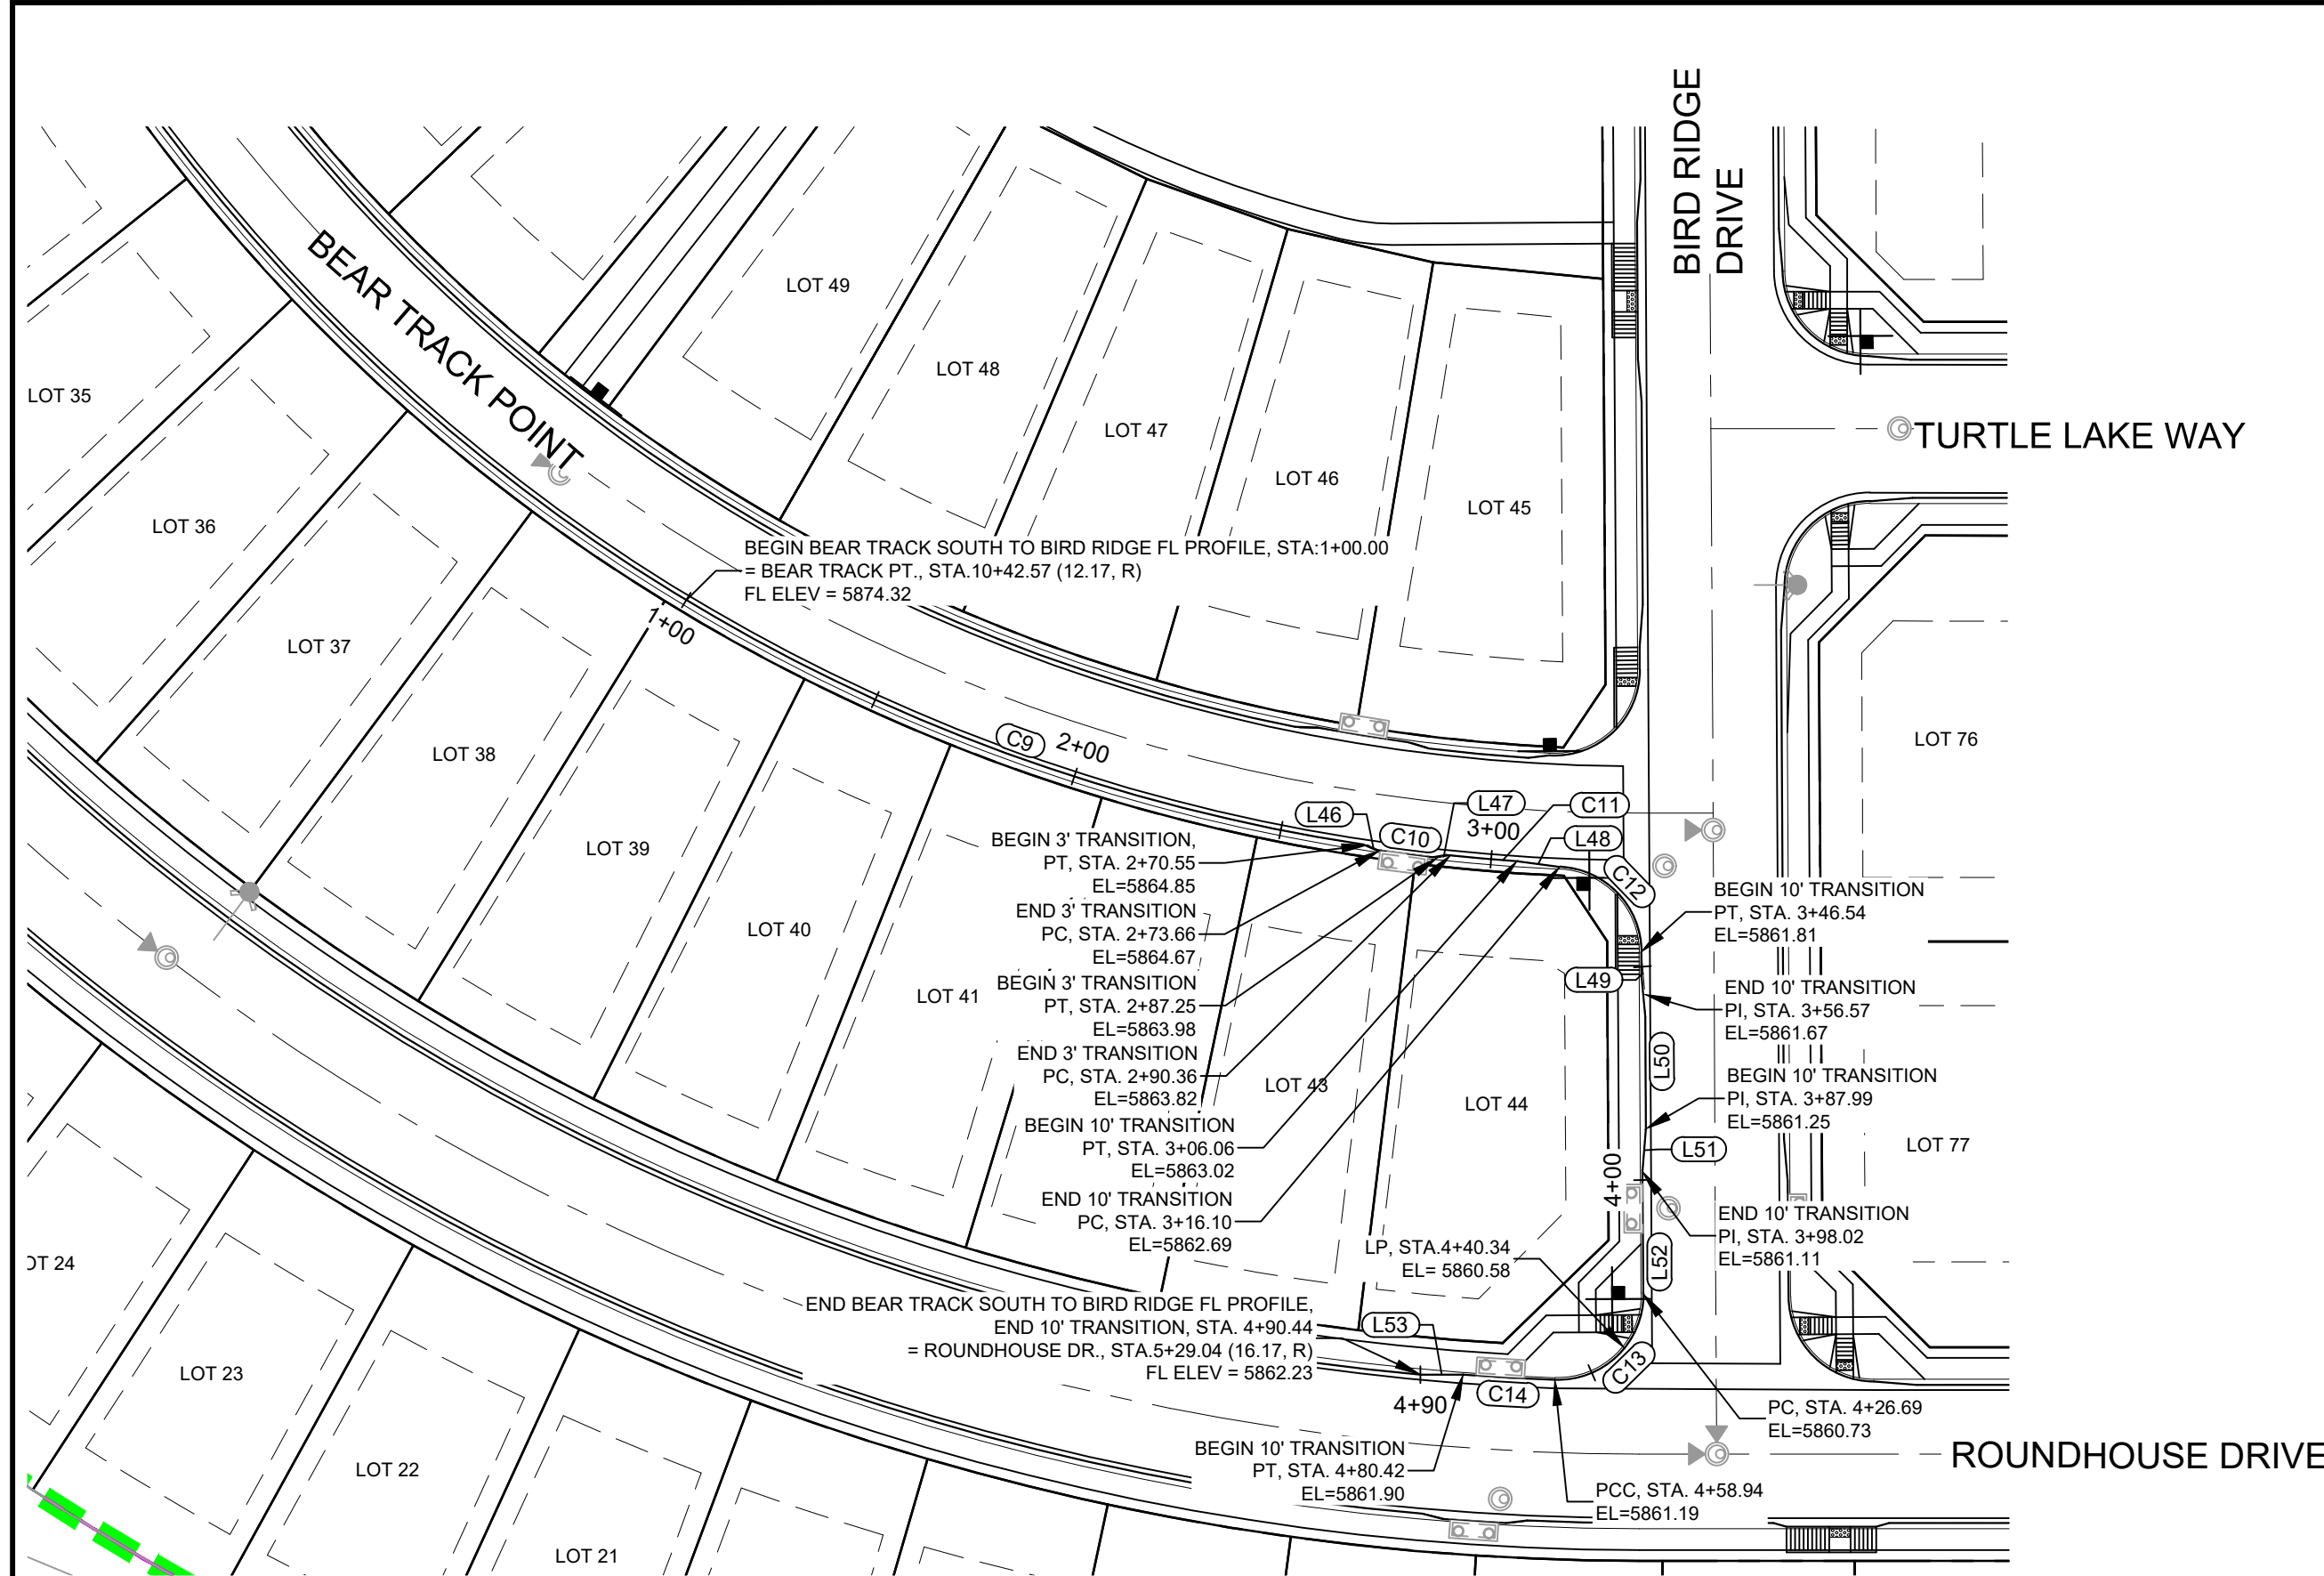 BIRD RIDGE
DRIVE
BEAR TRACK POINT
LOT 49
LOT 48
LOT 47
LOT 46
LOT 45
LOT 35
LOT 36
LOT 37
LOT 38
LOT 39
LOT 40
LOT 41
LOT 43
LOT 44
LOT 76
LOT 77
TURTLE LAKE WAY
BEGIN BEAR TRACK SOUTH TO BIRD RIDGE FL PROFILE, STA:1+00.00
= BEAR TRACK PT., STA.10+42.57 (12.17, R)
FL ELEV = 5874.32
1+00
C9
2+00
L46
C10
L47
3+00
C11
L48
C12
BEGIN 3' TRANSITION,
PT, STA. 2+70.55
EL=5864.85
END 3' TRANSITION
PC, STA. 2+73.66
EL=5864.67
BEGIN 3' TRANSITION
PT, STA. 2+87.25
EL=5863.98
END 3' TRANSITION
PC, STA. 2+90.36
EL=5863.82
BEGIN 10' TRANSITION
PT, STA. 3+06.06
EL=5863.02
END 10' TRANSITION
PC, STA. 3+16.10
EL=5862.69
BEGIN 10' TRANSITION
PT, STA. 3+46.54
EL=5861.81
L49
END 10' TRANSITION
PI, STA. 3+56.57
EL=5861.67
L50
BEGIN 10' TRANSITION
PI, STA. 3+87.99
EL=5861.25
L51
4+00
END 10' TRANSITION
PI, STA. 3+98.02
EL=5861.11
L52
LP, STA.4+40.34
EL= 5860.58
END BEAR TRACK SOUTH TO BIRD RIDGE FL PROFILE,
END 10' TRANSITION, STA. 4+90.44
= ROUNDHOUSE DR., STA.5+29.04 (16.17, R)
FL ELEV = 5862.23
L53
C13
C14
4+90
PC, STA. 4+26.69
EL=5860.73
BEGIN 10' TRANSITION
PT, STA. 4+80.42
EL=5861.90
PCC, STA. 4+58.94
EL=5861.19
ROUNDHOUSE DRIVE
OT 24
LOT 23
LOT 22
LOT 21